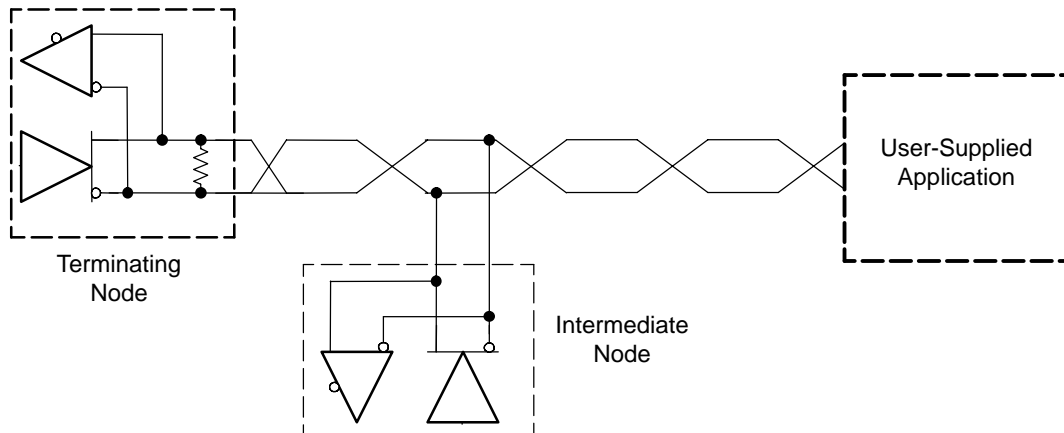 User-Supplied
Application
Terminating
Node
Intermediate
Node